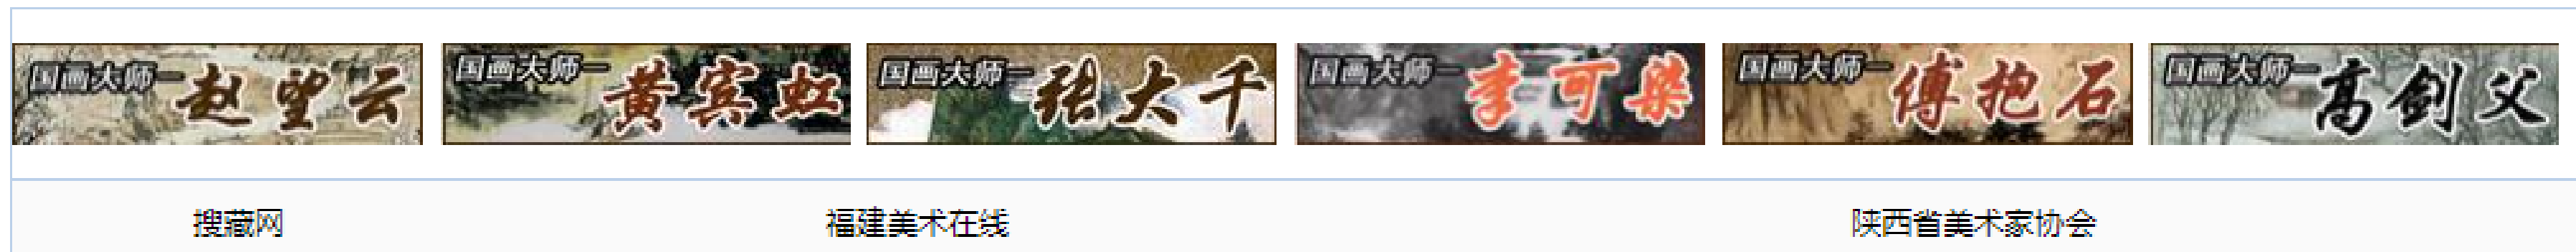 国画大师—赵望云
国画大师—黄宾虹
国画大师—张大千
国画大师—李可染
国画大师—傅抱石
国画大师—高剑父
搜藏网
福建美术在线
陕西省美术家协会